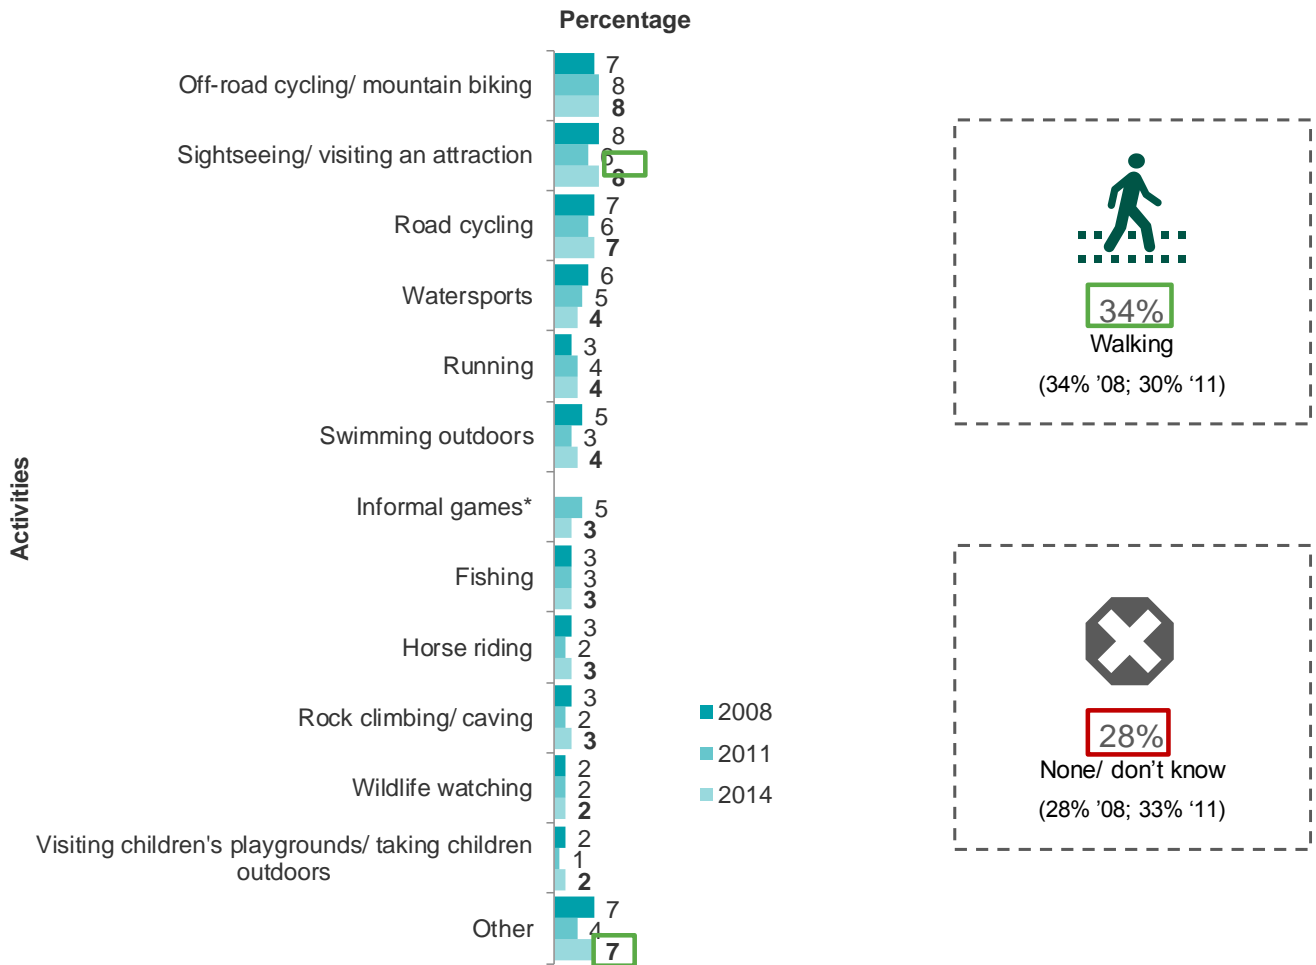 Percentage
Activities
Off-road cycling/ mountain biking
7
8
8
Sightseeing/ visiting an attraction
8
6
8
Road cycling
7
6
7
Watersports
6
5
4
Running
3
4
4
Swimming outdoors
5
3
4
Informal games*
5
3
Fishing
3
3
3
Horse riding
3
2
3
Rock climbing/ caving
3
2
3
Wildlife watching
2
2
2
Visiting children's playgrounds/ taking children
outdoors
2
1
2
Other
7
4
7
2008
2011
2014
34%
Walking
(34% ’08; 30% ‘11)
28%
None/ don’t know
(28% ’08; 33% ‘11)